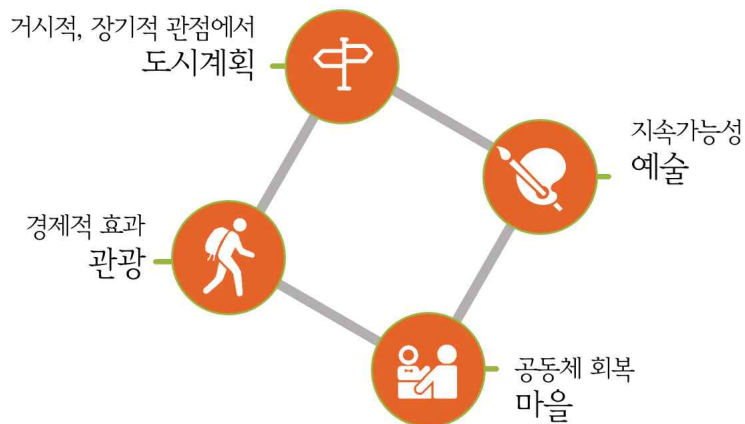 거시적, 장기적 관점에서
도시계획
지속가능성
예술
경제적 효과
관광
공동체 회복
마을